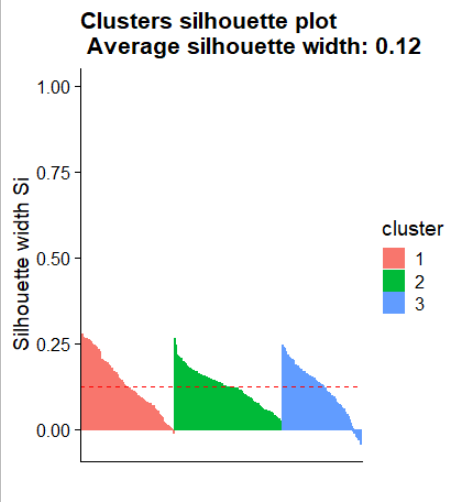 Clusters silhouette plot
Average silhouette width: 0.12
1.00
0.75
0.50
0.25
0.00
Silhouette width Si
cluster
1
2
3